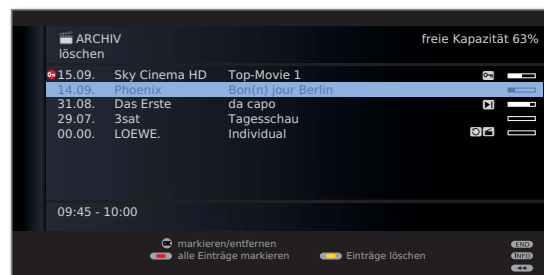 ARCHIV
löschen
freie Kapazität 63%
15.09. Sky Cinema HD Top-Movie 1
14.09. Phoenix Bon(n) jour Berlin
31.08. Das Erste da capo
29.07. 3sat Tagesschau
00.00. LOEWE. Individual
09:45 - 10:00
OK markieren/entfernen
alle Einträge markieren
Einträge löschen
END
INFO